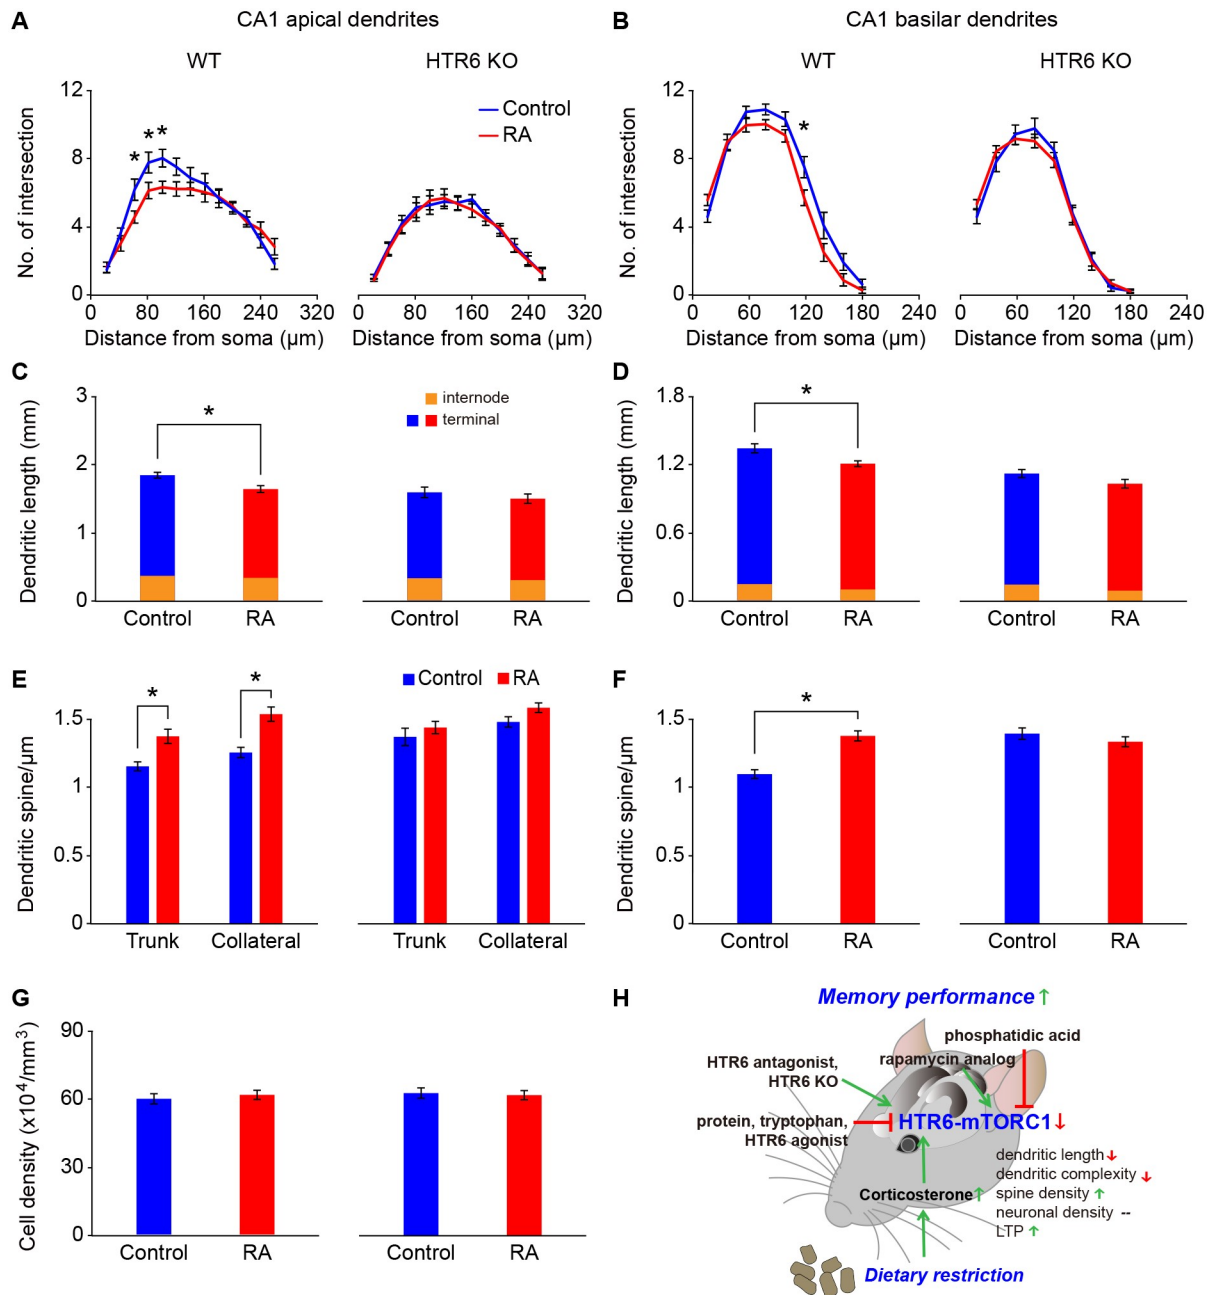 A
CA1 apical dendrites
WT
HTR6 KO
No. of intersection
12
8
4
0
* * *
Control
RA
0 80 160 240 320
0 80 160 240 320
Distance from soma (µm)
Distance from soma (µm)
B
CA1 basilar dendrites
WT
HTR6 KO
No. of intersection
12
8
4
0
*
0 60 120 180 240
0 60 120 180 240
Distance from soma (µm)
Distance from soma (µm)
C
Dendritic length (mm)
3
2
1
0
*
internode
terminal
Control RA
Control RA
D
Dendritic length (mm)
1.8
1.2
0.6
0
*
Control RA
Control RA
E
Dendritic spine/µm
1.5
1
0.5
0
* *
Control RA
Trunk Collateral
Trunk Collateral
F
Dendritic spine/µm
1.5
1
0.5
0
*
Control RA
Control RA
G
Cell density (x10⁴/mm³)
90
60
30
0
Control RA
Control RA
H
Memory performance↑
phosphatidic acid
rapamycin analog
HTR6 antagonist,
HTR6 KO
protein, tryptophan,
HTR6 agonist
HTR6-mTORC1↓
dendritic length↓
dendritic complexity↓
spine density ↑
neuronal density --
LTP ↑
Corticosterone↑
Dietary restriction